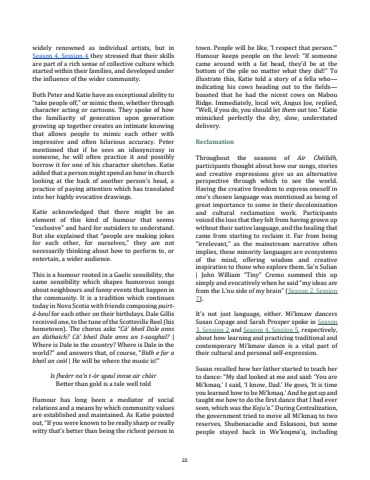 widely renowned as individual artists, but in
Season 4, Session 4 they stressed that their skills
are part of a rich sense of collective culture which
started within their families, and developed under
the influence of the wider community.
Both Peter and Katie have an exceptional ability to
"take people off," or mimic them, whether through
character acting or cartoons. They spoke of how
the familiarity of generation upon generation
growing up together creates an intimate knowing
that allows people to mimic each other with
impressive and often hilarious accuracy. Peter
mentioned that if he sees an idiosyncrasy in
someone, he will often practice it and possibly
borrow it for one of his character sketches. Katie
added that a person might spend an hour in church
looking at the back of another person's head, a
practice of paying attention which has translated
into her highly evocative drawings.
Katie acknowledged that there might be an
element of this kind of humour that seems
"exclusive" and hard for outsiders to understand.
But she explained that "people are making jokes
for each other, for ourselves," they are not
necessarily thinking about how to perform to, or
entertain, a wider audience.
This is a humour rooted in Gaelic sensibility, the
same sensibility which shapes humorous songs
about neighbours and funny events that happen in
the community. It is a tradition which continues
today in Nova Scotia with friends composing
for each other on their birthdays. Dale Gillis
received one, to the tune of the Scottsville Reel (his
hometown). The chorus asks "Cà' bheil Dale anns
an dùthaich? Cà' bheil Dale anns an t-saoghal? (
Where is Dale in the country? Where is Dale in the
world?" and answers that, of course, "Bidh e far a
bheil an ceòl ( He will be where the music is!"
Is fheàrr na'n t-òr sgeul innse air chòir
Better than gold is a tale well told
Humour has long been a mediator of social
relations and a means by which community values
are established and maintained. As Katie pointed
out, "If you were known to be really sharp or really
witty that's better than being the richest person in
town. People will be like, 'I respect that person.'"
Humour keeps people on the level: "If someone
came around with a fat head, they'd be at the
bottom of the pile no matter what they did!" To
illustrate this, Katie told a story of a fella who—
indicating his cows heading out to the fields—
boasted that he had the nicest cows on Mabou
Ridge. Immediately, local wit, Angus Joe, replied,
"Well, if you do, you should let them out too." Katie
mimicked perfectly the dry, slow, understated
delivery.
Reclamation
Throughout the seasons of Air Chèilidh,
participants thought about how our songs, stories
and creative expressions give us an alternative
perspective through which to see the world.
Having the creative freedom to express oneself in
one's chosen language was mentioned as being of
great importance to some in their decolonization
and cultural reclamation work. Participants
voiced the loss that they felt from having grown up
without their native language, and the healing that
came from starting to reclaim it. Far from being
"irrelevant," as the mainstream narrative often
implies, these minority languages are ecosystems
of the mind, offering wisdom and creative
inspiration to those who explore them. Sa'n Sulian
| John William "Tiny" Cremo summed this up
simply and evocatively when he said "my ideas are
from the L'nu side of my brain" (Season 2, Session
7).
It's not just language, either. Mi'kmaw dancers
Susan Copage and Sarah Prosper spoke in Season
3, Session 2 and Season 4, Session 5, respectively,
about how learning and practicing traditional and
contemporary Mi'kmaw dance is a vital part of
their cultural and personal self-expression.
Susan recalled how her father started to teach her
to dance: "My dad looked at me and said: 'You are
Mi'kmaq.' I said, 'I know, Dad.' He goes, 'It is time
you learned how to be Mi'kmaq.' And he got up and
taught me how to do the first dance that I had ever
seen, which was the Koju'a." During Centralization,
the government tried to move all Mi'kmaq to two
reserves, Shubenacadie and Eskasoni, but some
people stayed back in We'koqma'q, including
22